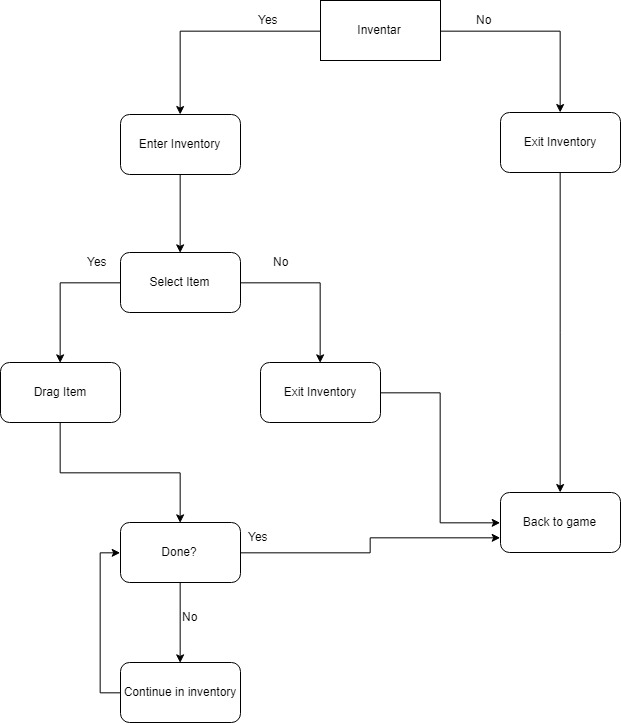 Yes
Inventar
No
Enter Inventory
Exit Inventory
Yes
No
Select Item
Drag Item
Exit Inventory
Back to game
Done?
Yes
No
Continue in inventory